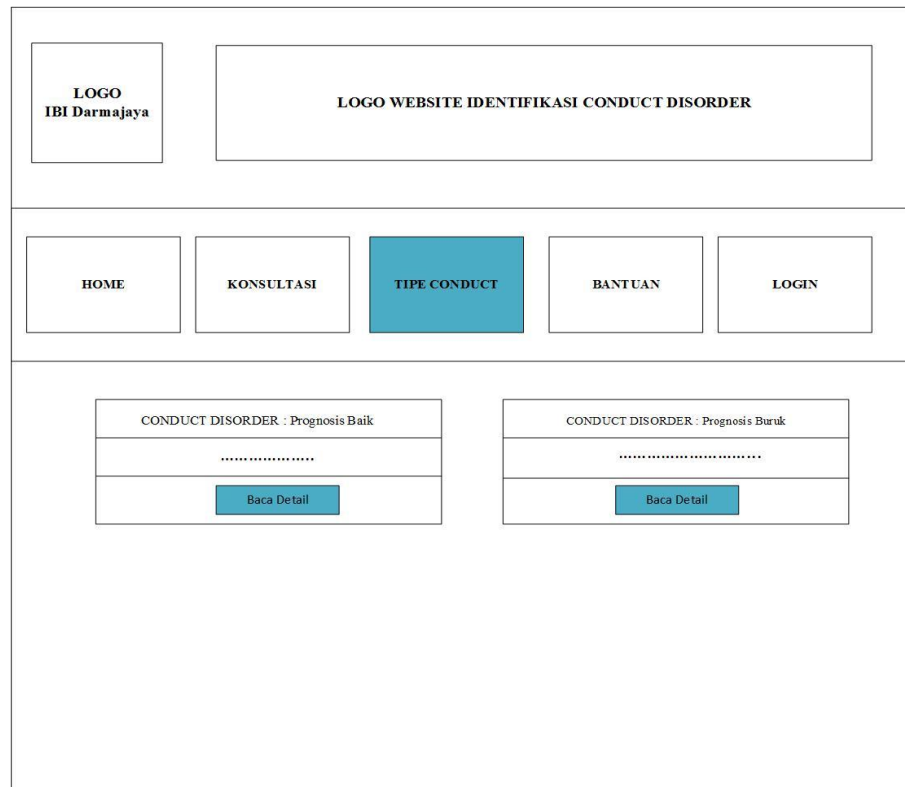 LOGO
IBI Darmajaya
LOGO WEBSITE IDENTIFIKASI CONDUCT DISORDER
HOME
KONSULTASI
TIPE CONDUCT
BANTUAN
LOGIN
CONDUCT DISORDER : Prognosis Baik
………………..
Baca Detail
CONDUCT DISORDER : Prognosis Buruk
…………………………
Baca Detail